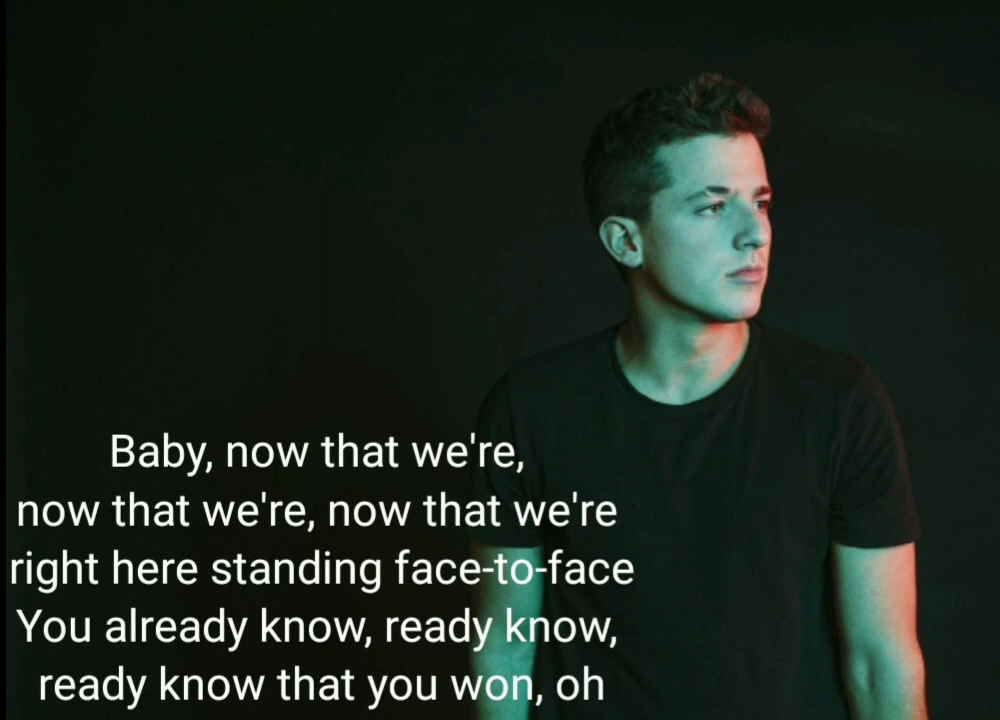 Baby, now that we're,
now that we're, now that we're
right here standing face-to-face
You already know, ready know,
ready know that you won, oh